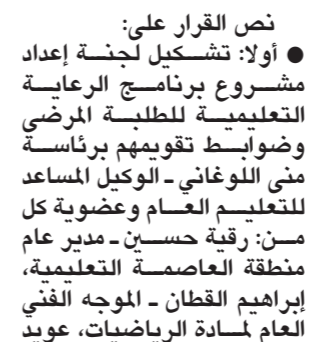 نص القرار على:
● أولا: تشكيل لجنة إعداد
مشروع برنامج الرعاية
التعليمية للطلبة المرضى
وضوابط تقويمهم برئاسة
منى اللوغاني ـ الوكيل المساعد
للتعليم العام وعضوية كل
من: رقية حسين ـ مدير عام
منطقة العاصمة التعليمية،
إبراهيم القطان ـ الموجه الفني
العام لمادة الرياضيات، عويد